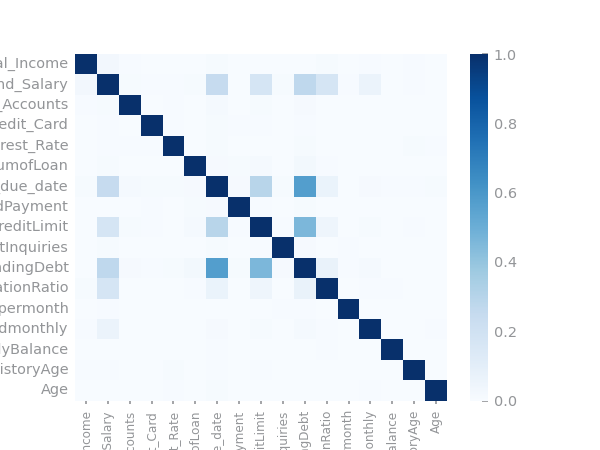 al_Income
nd_Salary
_Accounts
edit_Card
rest_Rate
umofLoan
due_date
dPayment
reditLimit
tInquiries
ndingDebt
ationRatio
permonth
dmonthly
lyBalance
istoryAge
Age
1.0
0.8
0.6
0.4
0.2
0.0
ncome
Salary
counts
_Card
t_Rate
ofLoan
e_date
yment
itLimit
quiries
ngDebt
nRatio
month
onthly
alance
oryAge
Age